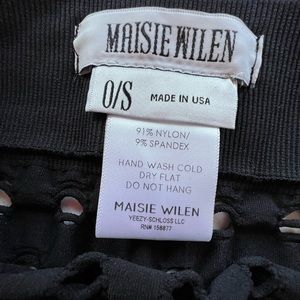 MAISIE WILEN
O/S MADE IN USA
91% NYLON/
9% SPANDEX
HAND WASH COLD
DRY FLAT
DO NOT HANG
MAISIE WILEN
YEEZY-SCHLOSS LLC
RN# 158877